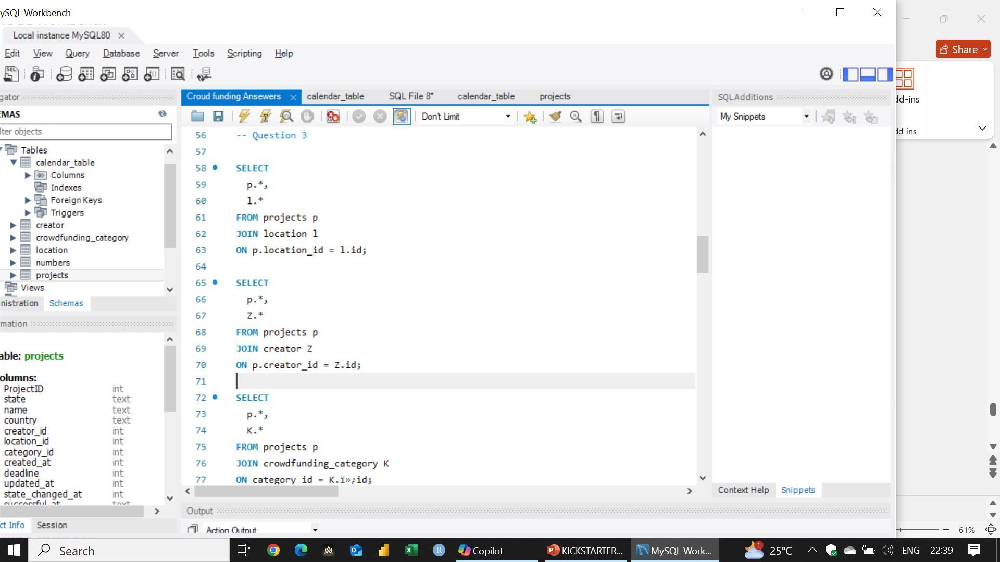 ySQL Workbench
Local instance MySQL80
Edit View Query Database Server Tools Scripting Help
Share
gator
Croud funding Ansewers
calendar_table
SQL File 8*
calendar_table
projects
SQLAdditions
dd-ins
EMAS
Don't Limit
My Snippets
lter objects
dd-ins
Tables
calendar_table
Columns
Indexes
Foreign Keys
Triggers
creator
crowdfunding_category
location
numbers
projects
Views
nistration Schemas
mation
able: projects
olumns:
ProjectID int
state text
name text
country text
creator_id int
location_id int
category_id int
created_at int
deadline int
updated_at int
state_changed_at int
successful_at text
ct Info Session
56 -- Question 3
57
58 SELECT
59 p.*,
60 l.*
61 FROM projects p
62 JOIN location l
63 ON p.location_id = l.id;
64
65 SELECT
66 p.*,
67 Z.*
68 FROM projects p
69 JOIN creator Z
70 ON p.creator_id = Z.id;
71
72 SELECT
73 p.*,
74 K.*
75 FROM projects p
76 JOIN crowdfunding_category K
77 ON category_id = K.ï»¿id;
Context Help Snippets
Output
Action Output
61%
Search
Copilot
KICKSTARTER...
MySQL Work...
1
25°C
ENG
22:39